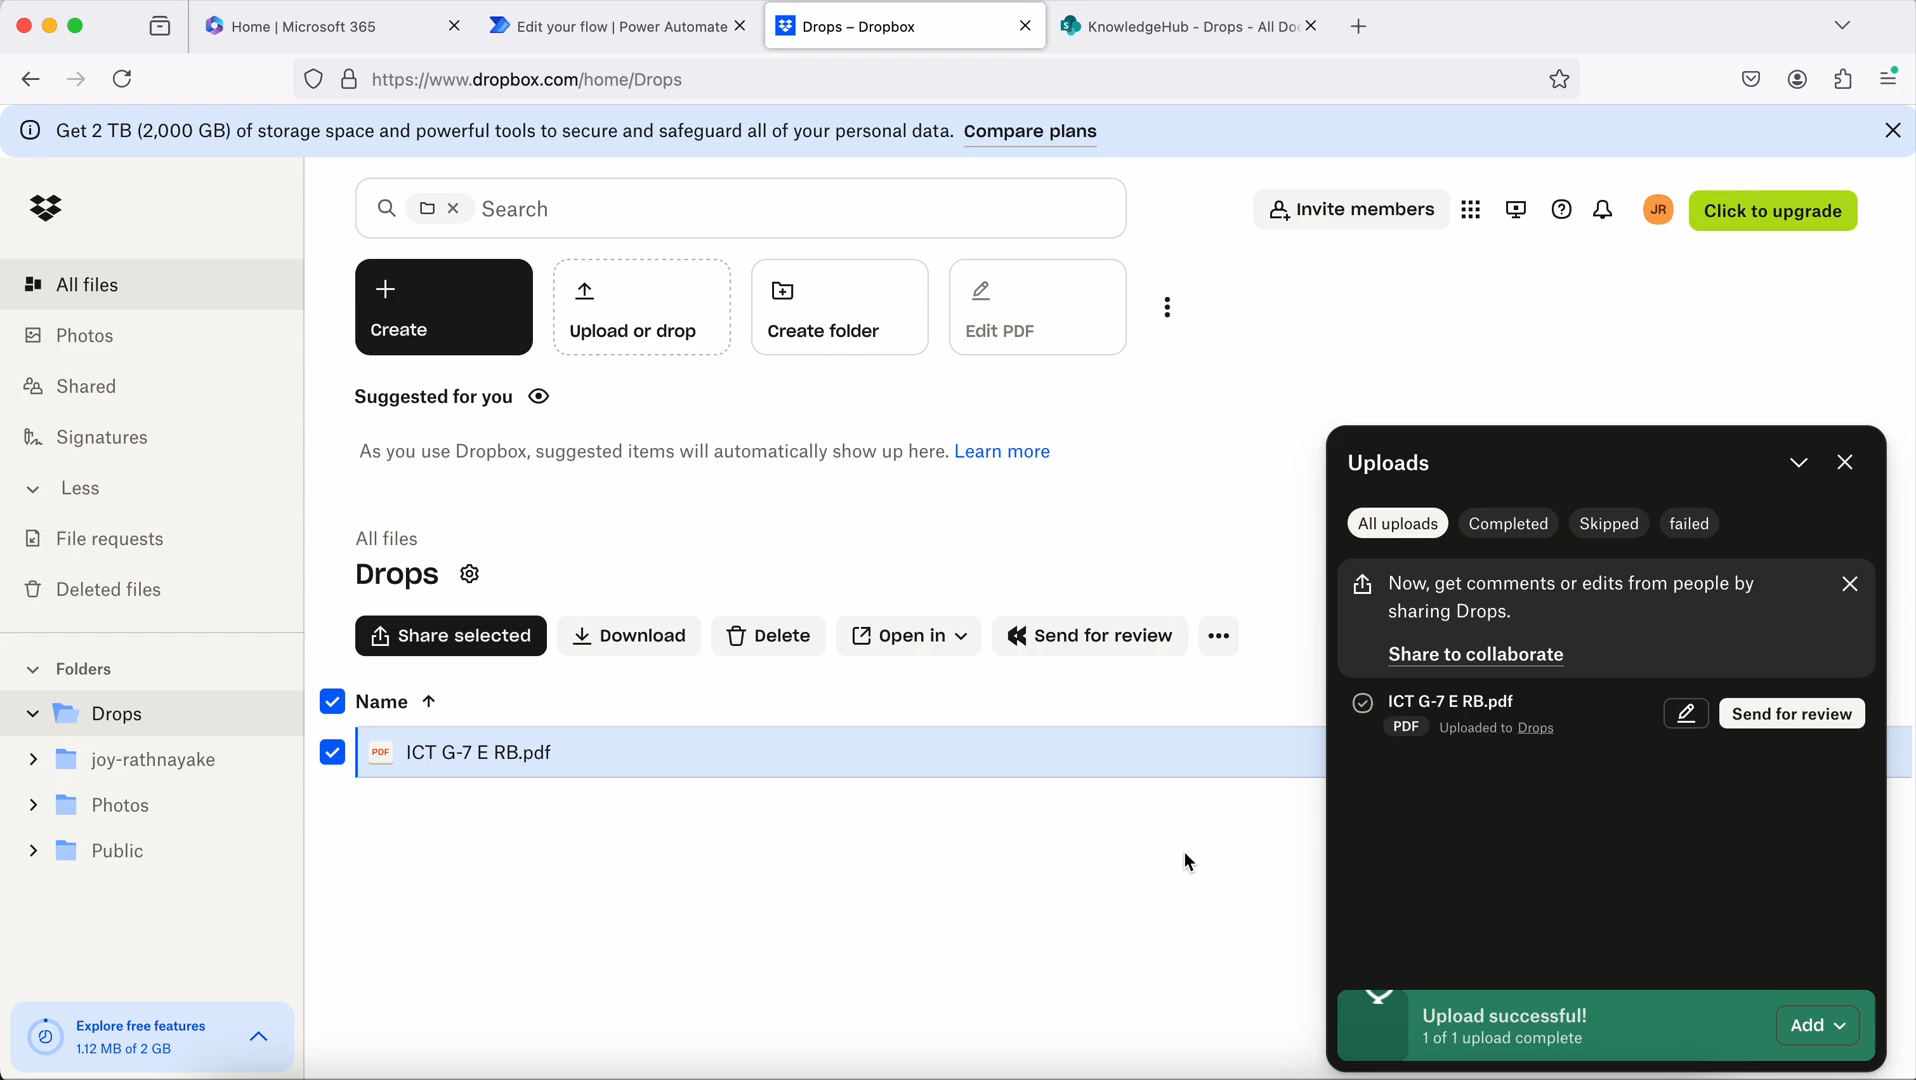 Home | Microsoft 365
Edit your flow | Power Automate
Drops – Dropbox
KnowledgeHub - Drops - All Doc
https://www.dropbox.com/home/Drops
Get 2 TB (2,000 GB) of storage space and powerful tools to secure and safeguard all of your personal data. Compare plans
Search
Invite members
JR
Click to upgrade
All files
Photos
Shared
Signatures
Less
File requests
Deleted files
Folders
Drops
joy-rathnayake
Photos
Public
Explore free features
1.12 MB of 2 GB
Create
Upload or drop
Create folder
Edit PDF
Suggested for you
As you use Dropbox, suggested items will automatically show up here. Learn more
All files
Drops
Share selected
Download
Delete
Open in
Send for review
Name
PDF ICT G-7 E RB.pdf
Uploads
All uploads
Completed
Skipped
failed
Now, get comments or edits from people by
sharing Drops.
Share to collaborate
ICT G-7 E RB.pdf
PDF Uploaded to Drops
Send for review
Upload successful!
1 of 1 upload complete
Add